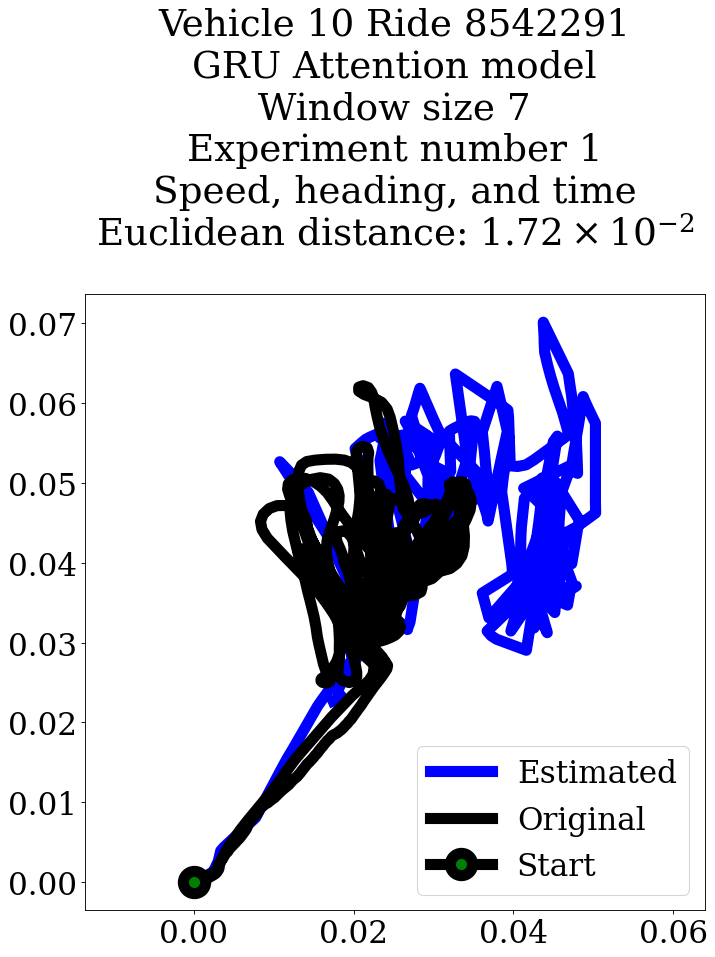 Vehicle 10 Ride 8542291
GRU Attention model
Window size 7
Experiment number 1
Speed, heading, and time
Euclidean distance: 1.72 × 10⁻²
0.07
0.06
0.05
0.04
0.03
0.02
0.01
0.00
Estimated
Original
Start
0.00 0.02 0.04 0.06